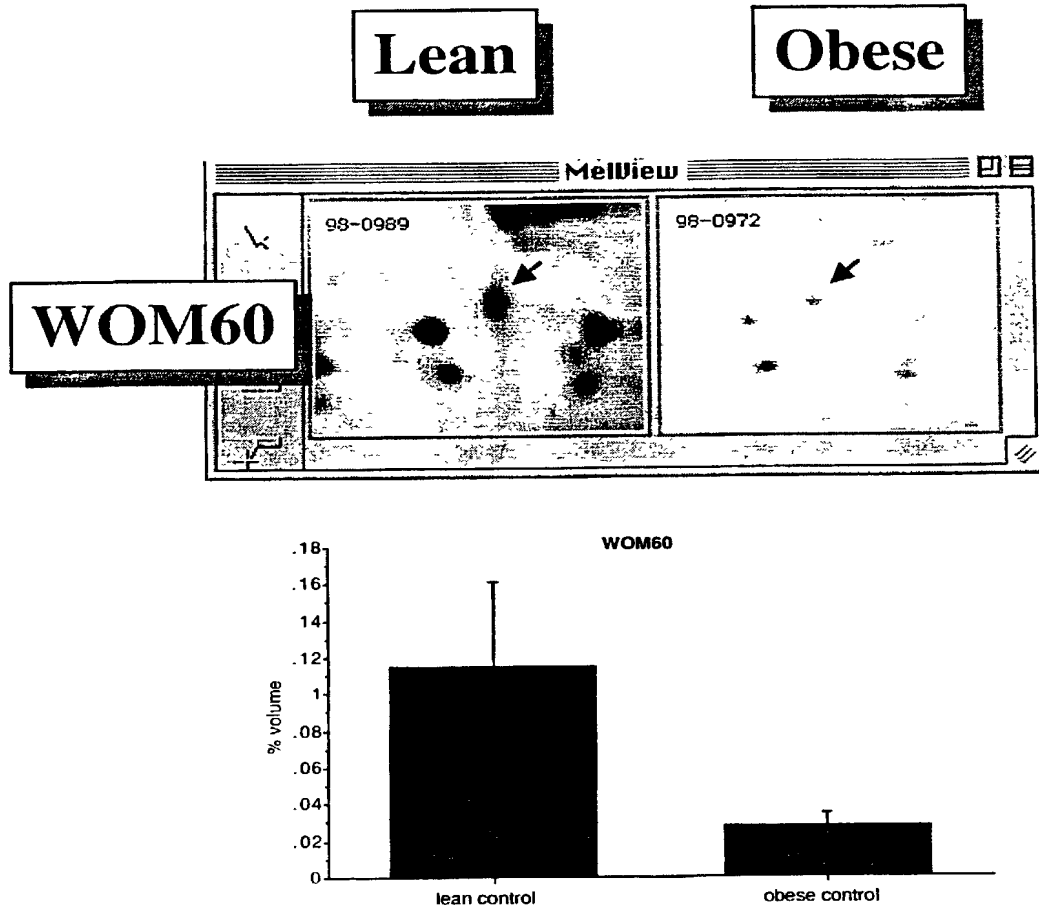 Lean
Obese
MelView
98-0989
98-0972
WOM60
WOM60
.18
.16
.14
.12
1
.08
.06
.04
.02
0
% volume
lean control
obese control